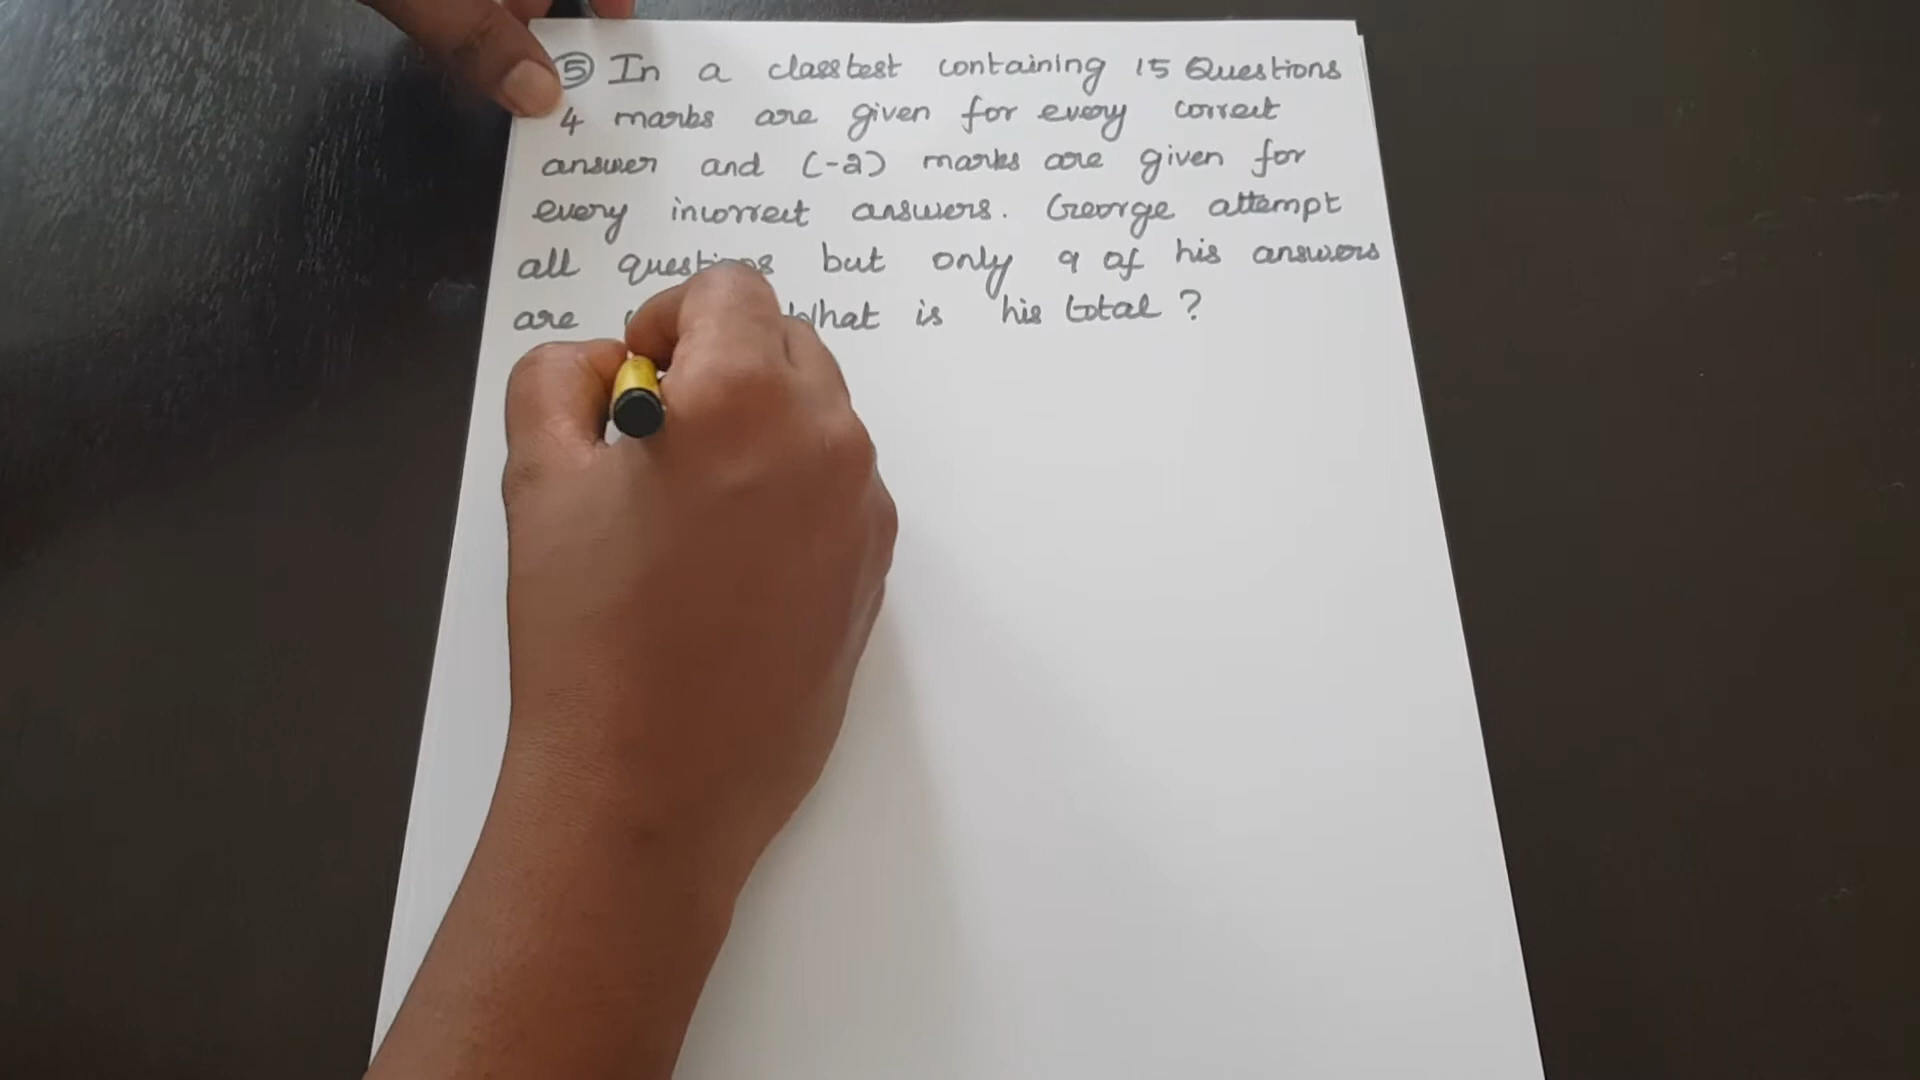 ⑤ In a classtest containing 15 Questions
4 marks are given for every correct
answer and (-2) marks are given for
every incorrect answers. George attempt
all questions but only 9 of his answers
are What is his total ?